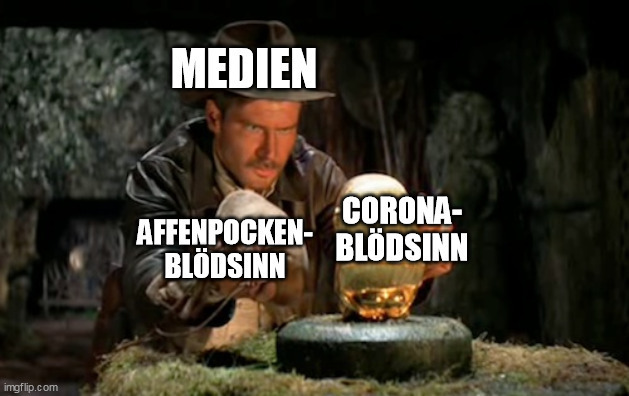 MEDIEN
AFFENPOCKEN-
BLÖDSINN
CORONA-
BLÖDSINN
imgflip.com